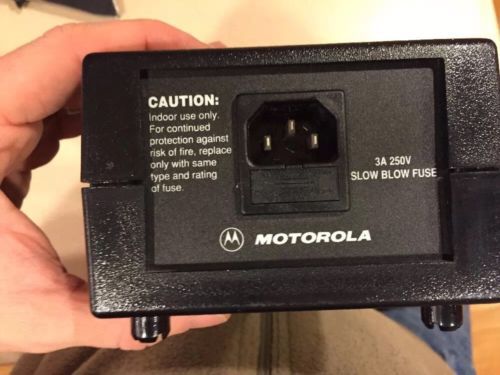 CAUTION:
Indoor use only.
For continued
protection against
risk of fire, replace
only with same
type and rating
of fuse.
3A 250V
SLOW BLOW FUSE
MOTOROLA